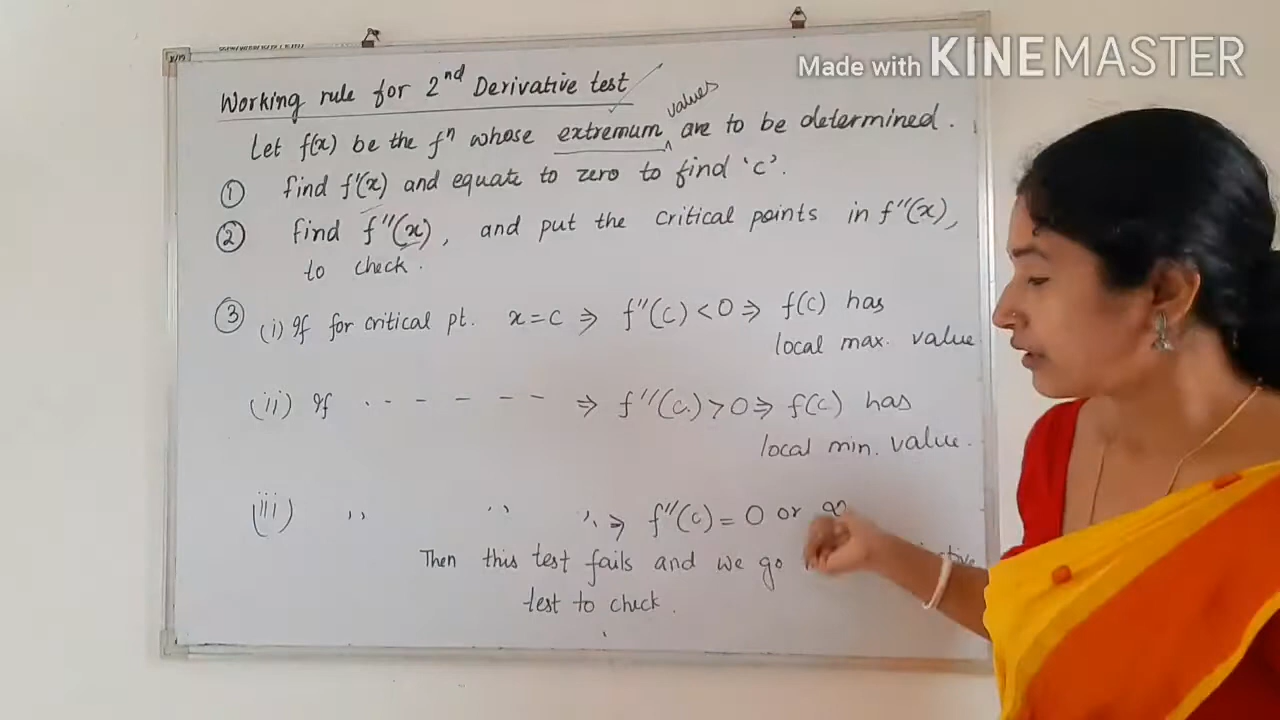 Made with KINEMASTER
Working rule for 2nd Derivative test
Let f(x) be the fⁿ whose extremum values are to be determined.
① find f'(x) and equate to zero to find 'c'.
② find f''(x), and put the critical points in f''(x),
to check.
③ (i) If for critical pt. x=c ⇒ f''(c) < 0 ⇒ f(c) has
local max. value
(ii) If - - - - - - ⇒ f''(c) > 0 ⇒ f(c) has
local min. value.
(iii) ,, ,, ,, ⇒ f''(c) = 0 or ∞
Then this test fails and we go
test to check.